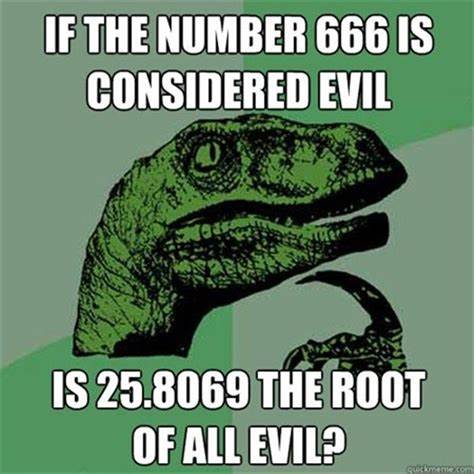 IF THE NUMBER 666 IS
CONSIDERED EVIL
IS 25.8069 THE ROOT
OF ALL EVIL?
quickmeme.com